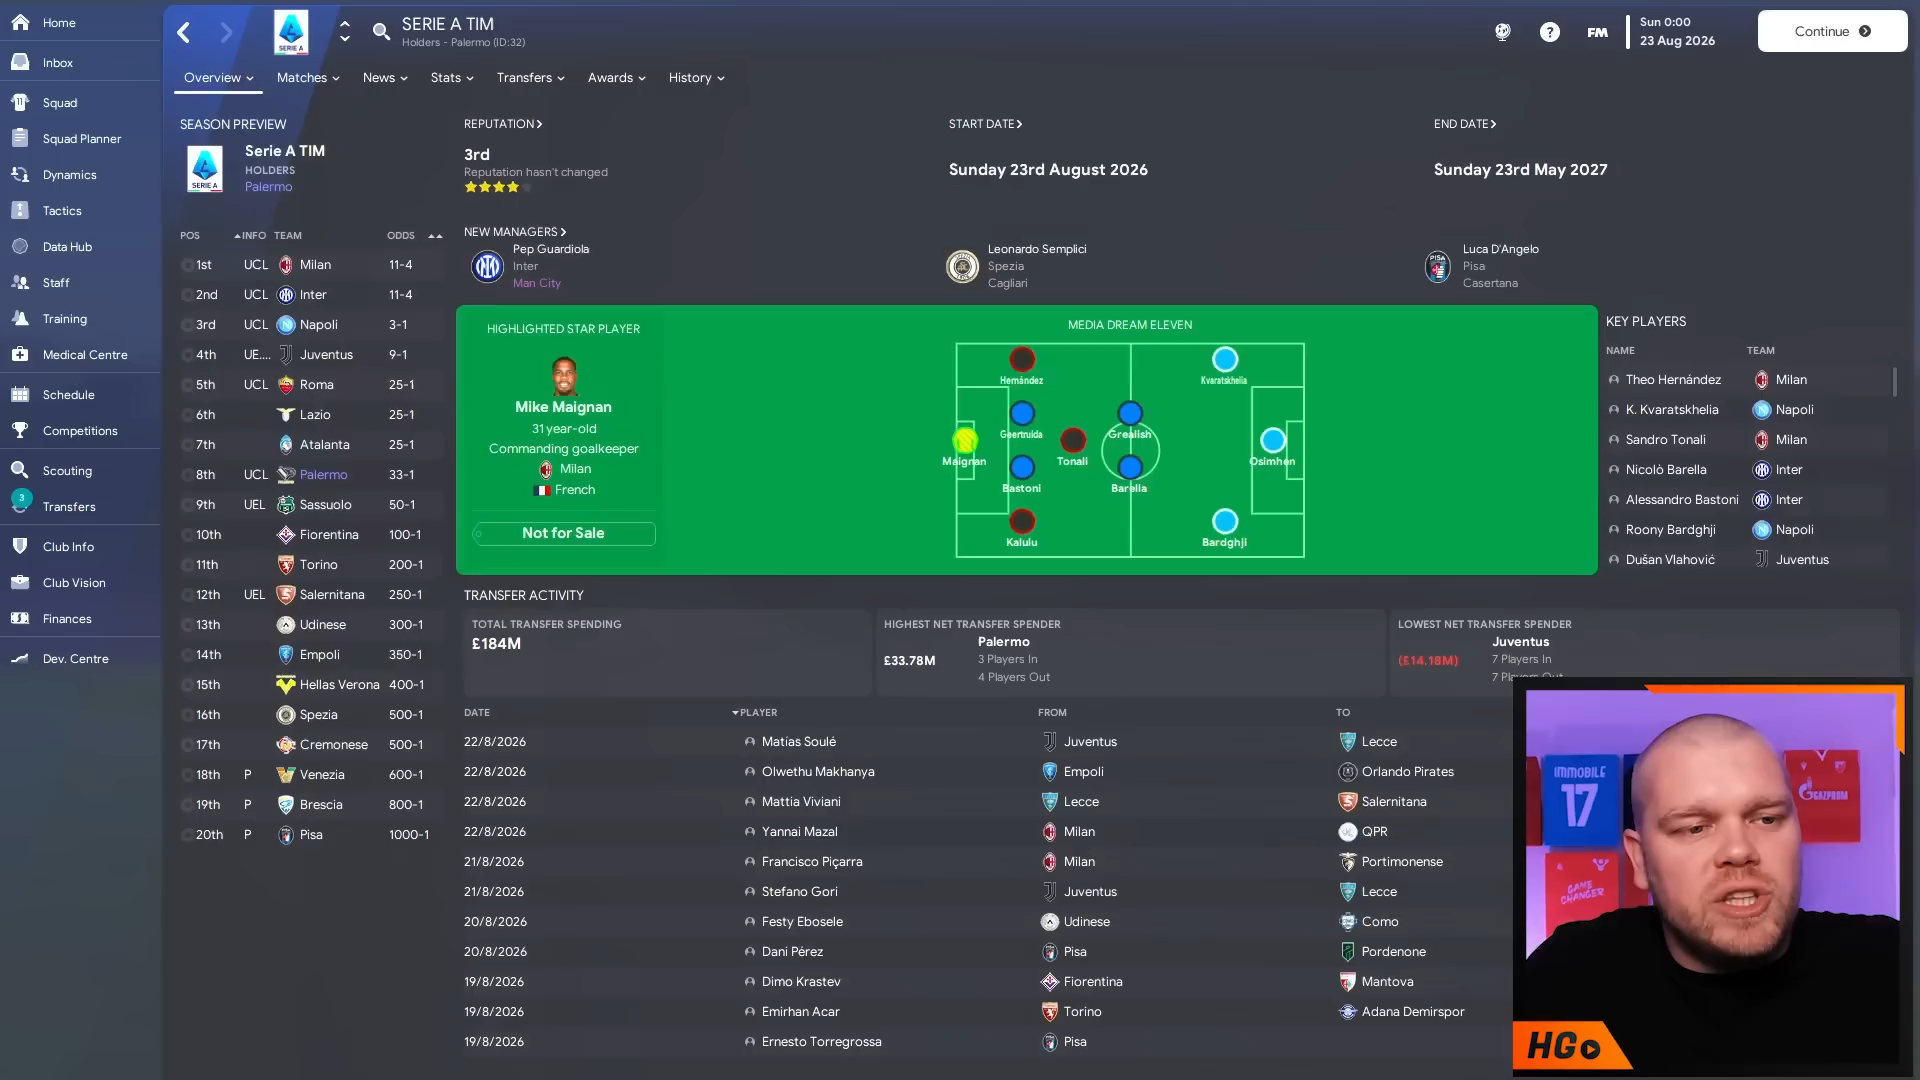 Home
Inbox
Squad
Squad Planner
Dynamics
Tactics
Data Hub
Staff
Training
Medical Centre
Schedule
Competitions
Scouting
3
Transfers
Club Info
Club Vision
Finances
Dev. Centre
SERIE A
SERIE A TIM
Holders - Palermo (ID:32)
?
FM
Sun 0:00
23 Aug 2026
Continue
Overview Matches News Stats Transfers Awards History
SEASON PREVIEW
SERIE A
Serie A TIM
HOLDERS
Palermo
REPUTATION
3rd
Reputation hasn't changed
START DATE
Sunday 23rd August 2026
END DATE
Sunday 23rd May 2027
NEW MANAGERS
Pep Guardiola
Inter
Man City
Leonardo Semplici
Spezia
Cagliari
Luca D'Angelo
Pisa
Casertana
POS INFO TEAM ODDS
1st UCL Milan 11-4
2nd UCL Inter 11-4
3rd UCL Napoli 3-1
4th UE.... Juventus 9-1
5th UCL Roma 25-1
6th Lazio 25-1
7th Atalanta 25-1
8th UCL Palermo 33-1
9th UEL Sassuolo 50-1
10th Fiorentina 100-1
11th Torino 200-1
12th UEL Salernitana 250-1
13th Udinese 300-1
14th Empoli 350-1
15th Hellas Verona 400-1
16th Spezia 500-1
17th Cremonese 500-1
18th P Venezia 600-1
19th P Brescia 800-1
20th P Pisa 1000-1
HIGHLIGHTED STAR PLAYER
Mike Maignan
31 year-old
Commanding goalkeeper
Milan
French
Not for Sale
MEDIA DREAM ELEVEN
Hernández
Kvaratskhelia
Geertruida
Grealish
Maignan
Tonali
Osimhen
Bastoni
Barella
Kalulu
Bardghji
KEY PLAYERS
NAME TEAM
Theo Hernández Milan
K. Kvaratskhelia Napoli
Sandro Tonali Milan
Nicolò Barella Inter
Alessandro Bastoni Inter
Roony Bardghji Napoli
Dušan Vlahović Juventus
TRANSFER ACTIVITY
TOTAL TRANSFER SPENDING
£184M
HIGHEST NET TRANSFER SPENDER
£33.78M
Palermo
3 Players In
4 Players Out
LOWEST NET TRANSFER SPENDER
(£14.18M)
Juventus
7 Players In
7 Players Out
DATE PLAYER FROM TO
22/8/2026 Matías Soulé Juventus Lecce
22/8/2026 Olwethu Makhanya Empoli Orlando Pirates
22/8/2026 Mattia Viviani Lecce Salernitana
22/8/2026 Yannai Mazal Milan QPR
21/8/2026 Francisco Piçarra Milan Portimonense
21/8/2026 Stefano Gori Juventus Lecce
20/8/2026 Festy Ebosele Udinese Como
20/8/2026 Dani Pérez Pisa Pordenone
19/8/2026 Dimo Krastev Fiorentina Mantova
19/8/2026 Emirhan Acar Torino Adana Demirspor
19/8/2026 Ernesto Torregrossa Pisa
IMMOBILE
17
GAZPROM
GAME
CHANGER
HG